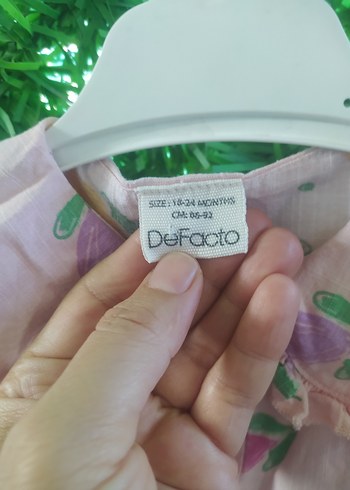 SIZE: 18-24 MONTHS
CM: 86-92
DeFacto